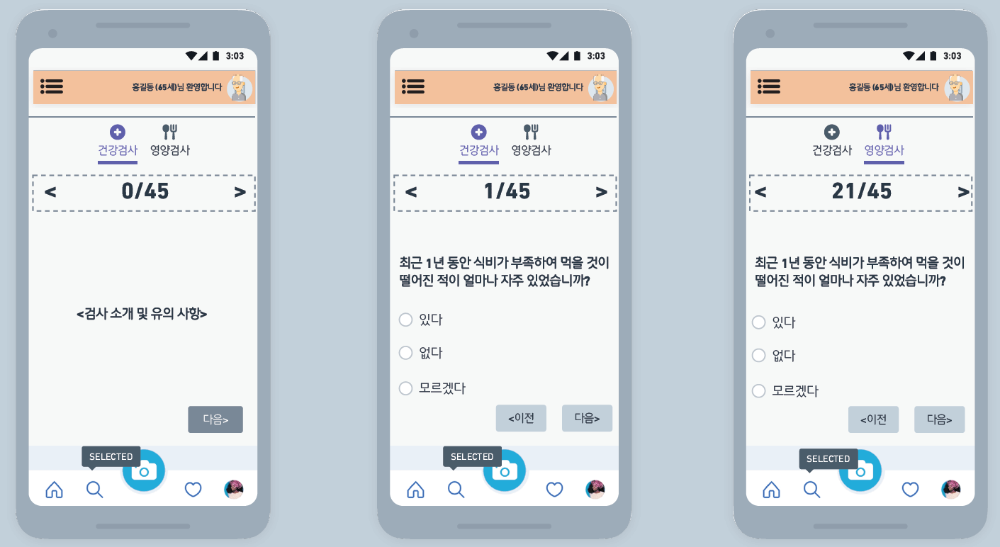 3:03
홍길동 (65세)님 환영합니다
건강검사 영양검사
< 0/45 >
<검사 소개 및 유의 사항>
다음>
SELECTED
3:03
홍길동 (65세)님 환영합니다
건강검사 영양검사
< 1/45 >
최근 1년 동안 식비가 부족하여 먹을 것이
떨어진 적이 얼마나 자주 있었습니까?
있다
없다
모르겠다
<이전 다음>
SELECTED
3:03
홍길동 (65세)님 환영합니다
건강검사 영양검사
< 21/45 >
최근 1년 동안 식비가 부족하여 먹을 것이
떨어진 적이 얼마나 자주 있었습니까?
있다
없다
모르겠다
<이전 다음>
SELECTED